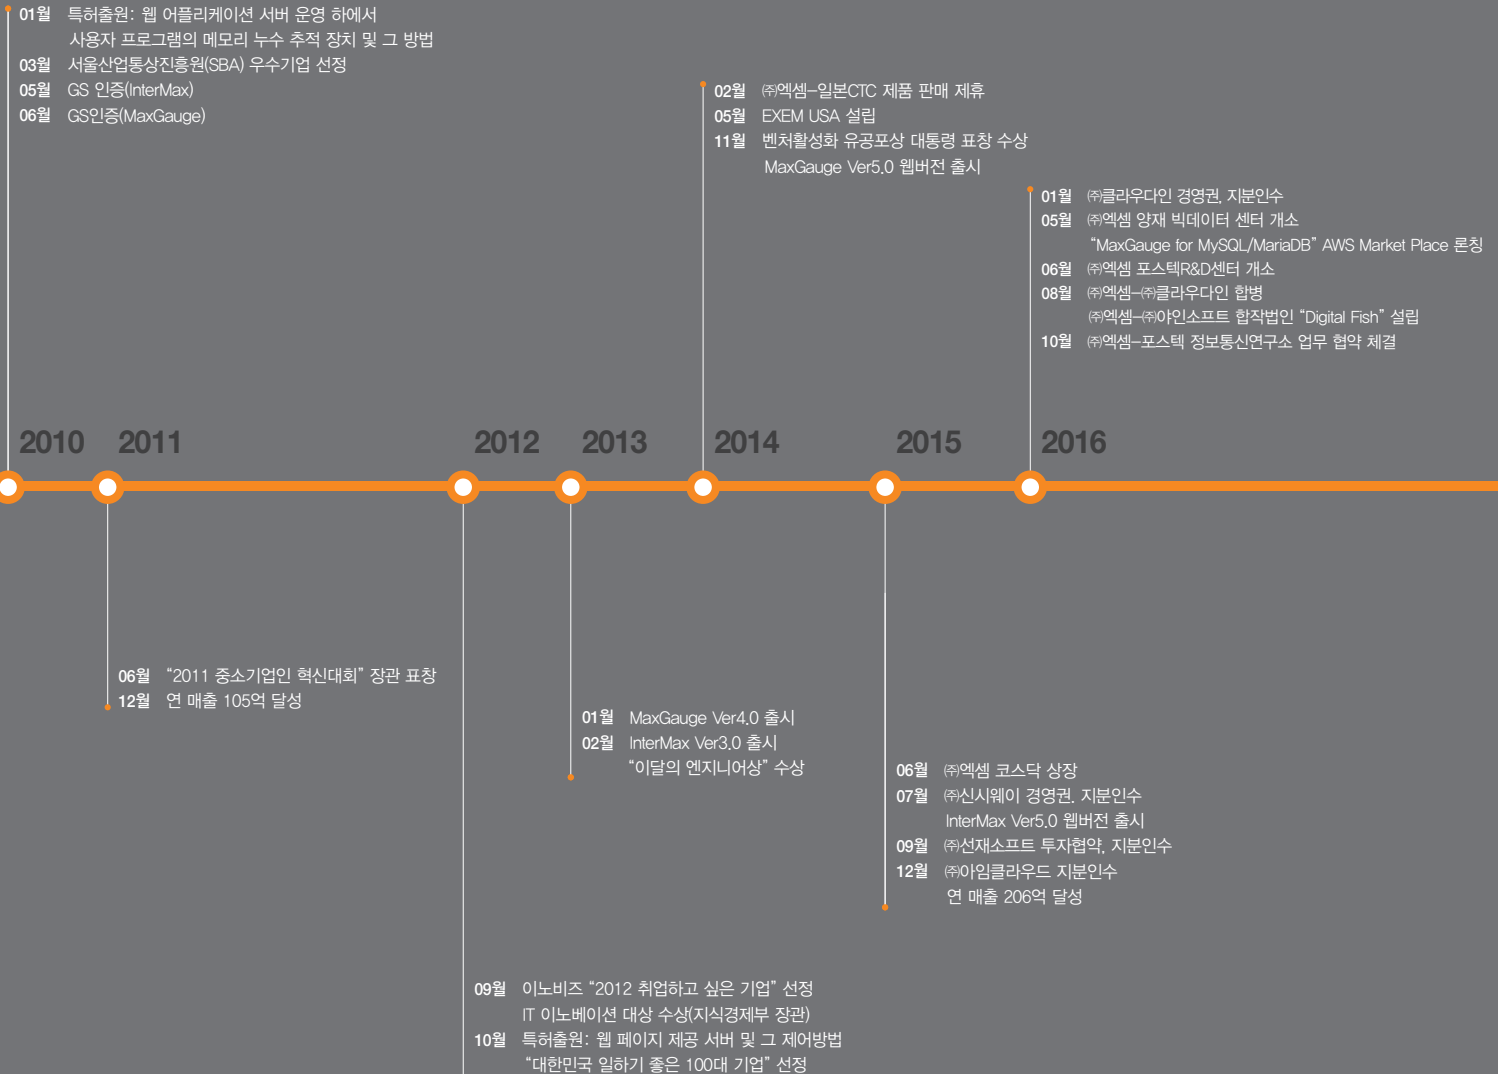 01월 특허출원: 웹 어플리케이션 서버 운영 하에서
사용자 프로그램의 메모리 누수 추적 장치 및 그 방법
03월 서울산업통상진흥원(SBA) 우수기업 선정
05월 GS 인증(InterMax)
06월 GS인증(MaxGauge)
02월 ㈜엑셈-일본CTC 제품 판매 제휴
05월 EXEM USA 설립
11월 벤처활성화 유공포상 대통령 표창 수상
MaxGauge Ver5.0 웹버전 출시
01월 ㈜클라우다인 경영권, 지분인수
05월 ㈜엑셈 양재 빅데이터 센터 개소
“MaxGauge for MySQL/MariaDB” AWS Market Place 론칭
06월 ㈜엑셈 포스텍R&D센터 개소
08월 ㈜엑셈-㈜클라우다인 합병
㈜엑셈-㈜야인소프트 합작법인 “Digital Fish” 설립
10월 ㈜엑셈-포스텍 정보통신연구소 업무 협약 체결
2010 2011 2012 2013 2014 2015 2016
06월 “2011 중소기업인 혁신대회” 장관 표창
12월 연 매출 105억 달성
01월 MaxGauge Ver4.0 출시
02월 InterMax Ver3.0 출시
“이달의 엔지니어상” 수상
06월 ㈜엑셈 코스닥 상장
07월 ㈜신시웨이 경영권. 지분인수
InterMax Ver5.0 웹버전 출시
09월 ㈜선재소프트 투자협약, 지분인수
12월 ㈜아임클라우드 지분인수
연 매출 206억 달성
09월 이노비즈 “2012 취업하고 싶은 기업” 선정
IT 이노베이션 대상 수상(지식경제부 장관)
10월 특허출원: 웹 페이지 제공 서버 및 그 제어방법
“대한민국 일하기 좋은 100대 기업” 선정